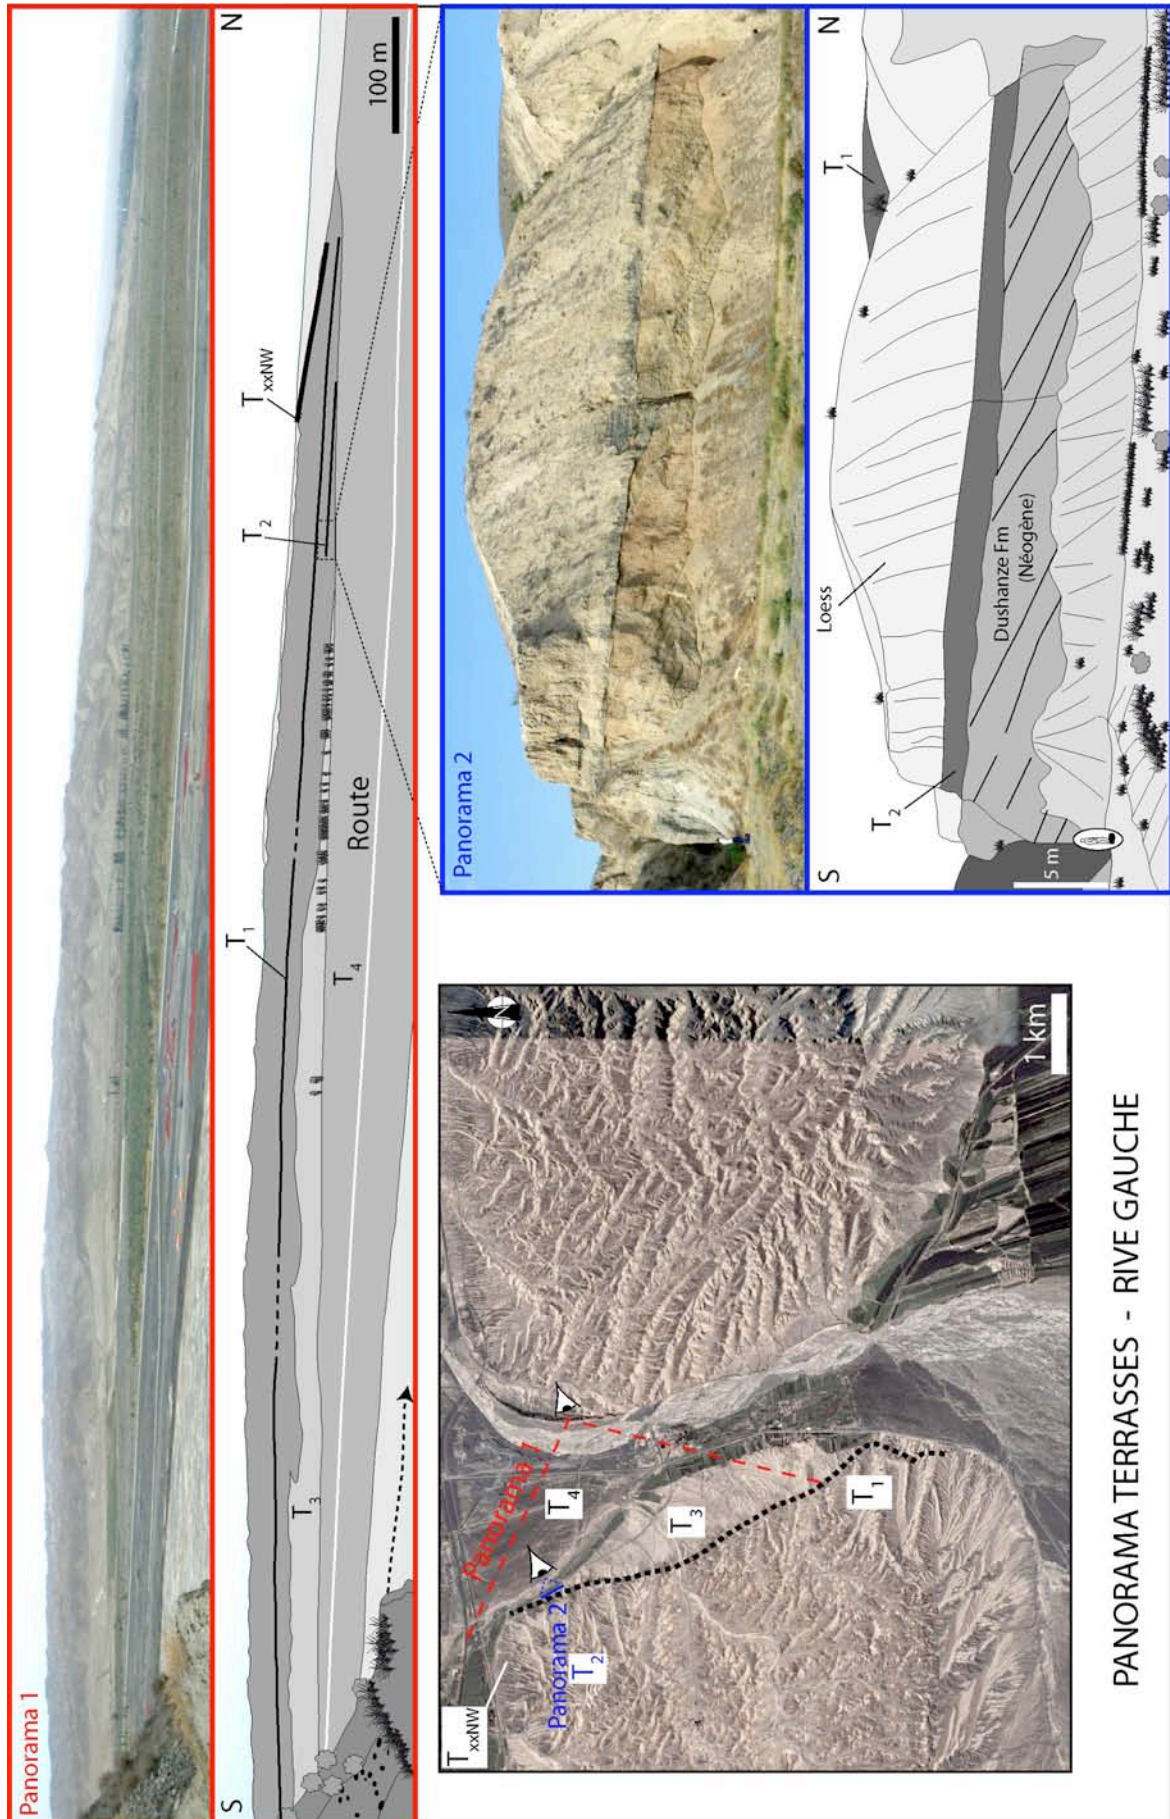 Panorama 1
S
N
T1
T2
TxxNW
T3
T4
Route
100 m
Panorama 2
S
N
T2
Loess
T1
Dushanze Fm
(Néogène)
5 m
TxxNW
Panorama 2
T2
Panorama 1
T4
T3
T1
N
1 km
PANORAMA TERRASSES - RIVE GAUCHE